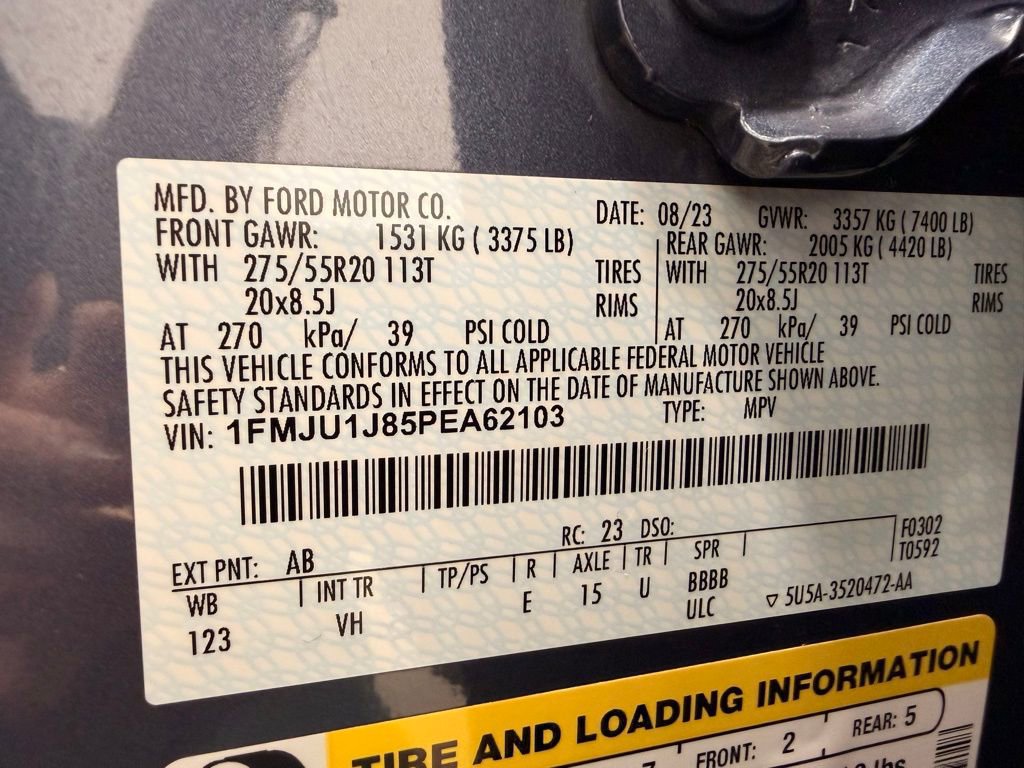 MFD. BY FORD MOTOR CO.
DATE: 08/23 GVWR: 3357 KG ( 7400 LB)
FRONT GAWR: 1531 KG ( 3375 LB)
REAR GAWR: 2005 KG ( 4420 LB)
WITH 275/55R20 113T TIRES
WITH 275/55R20 113T TIRES
20x8.5J RIMS
20x8.5J RIMS
AT 270 kPa/ 39 PSI COLD
AT 270 kPa/ 39 PSI COLD
THIS VEHICLE CONFORMS TO ALL APPLICABLE FEDERAL MOTOR VEHICLE
SAFETY STANDARDS IN EFFECT ON THE DATE OF MANUFACTURE SHOWN ABOVE.
VIN: 1FMJU1J85PEA62103 TYPE: MPV
EXT PNT: AB RC: 23 DSO: F0302
T0592
WB INT TR TP/PS R AXLE TR SPR
123 VH E 15 U BBBB
ULC ▽ 5U5A-3520472-AA
TIRE AND LOADING INFORMATION
FRONT: 2 REAR: 5
lbs